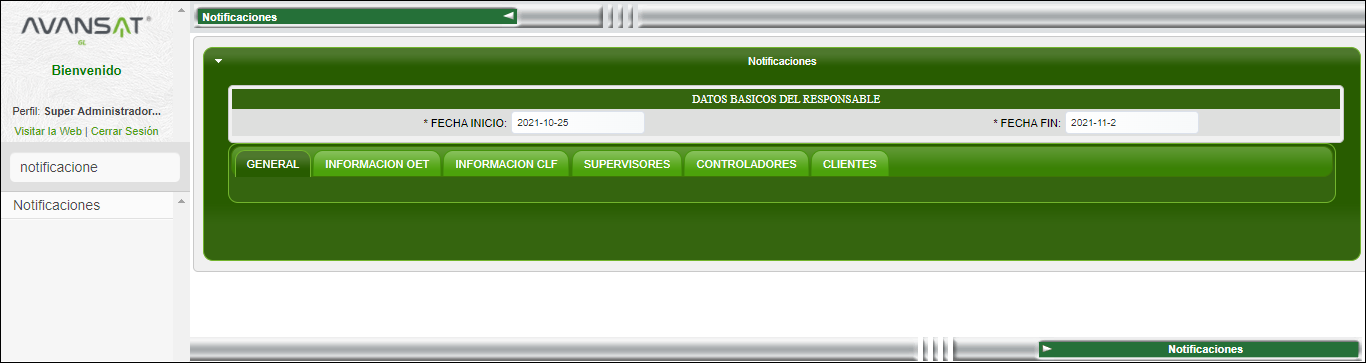 AVANSAT®
GL
Bienvenido
Perfil: Super Administrador...
Visitar la Web | Cerrar Sesión
notificacione
Notificaciones
Notificaciones
Notificaciones
DATOS BASICOS DEL RESPONSABLE
* FECHA INICIO: 2021-10-25 * FECHA FIN: 2021-11-2
GENERAL INFORMACION OET INFORMACION CLF SUPERVISORES CONTROLADORES CLIENTES
Notificaciones